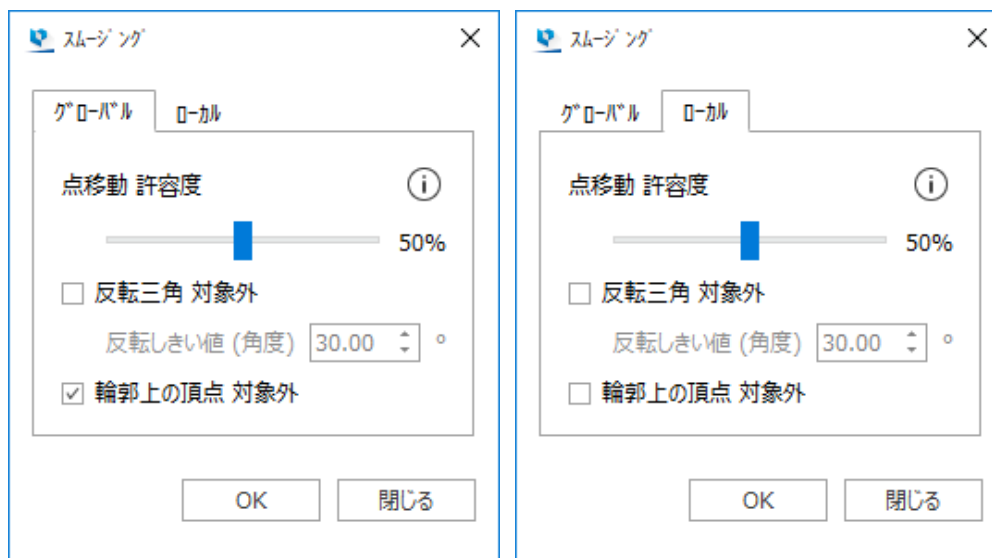 ｽﾑｰｼﾞﾝｸﾞ
ｸﾞﾛｰﾊﾞﾙ ﾛｰｶﾙ
点移動 許容度
50%
反転三角 対象外
反転しきい値 (角度) 30.00 °
輪郭上の頂点 対象外
OK 閉じる
ｽﾑｰｼﾞﾝｸﾞ
ｸﾞﾛｰﾊﾞﾙ ﾛｰｶﾙ
点移動 許容度
50%
反転三角 対象外
反転しきい値 (角度) 30.00 °
輪郭上の頂点 対象外
OK 閉じる